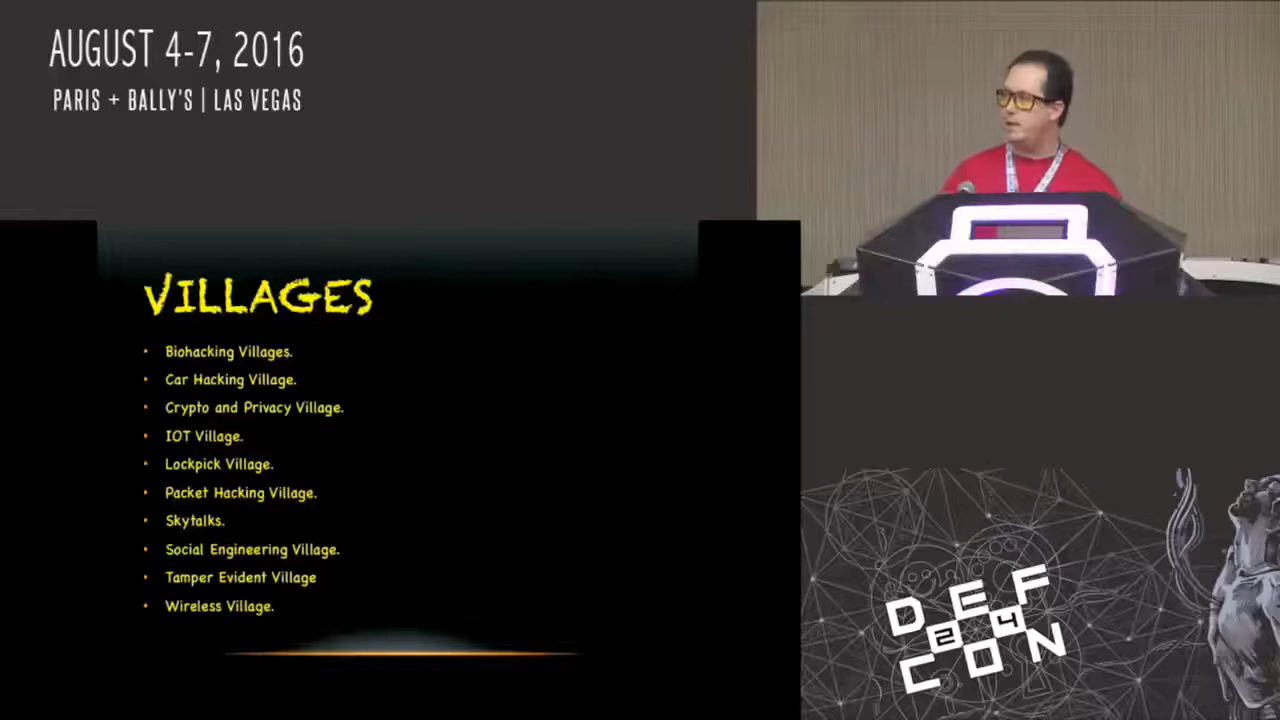 AUGUST 4-7, 2016
PARIS + BALLY'S | LAS VEGAS
VILLAGES
• Biohacking Villages.
• Car Hacking Village.
• Crypto and Privacy Village.
• IOT Village.
• Lockpick Village.
• Packet Hacking Village.
• Skytalks.
• Social Engineering Village.
• Tamper Evident Village
• Wireless Village.
DEF
24
CON